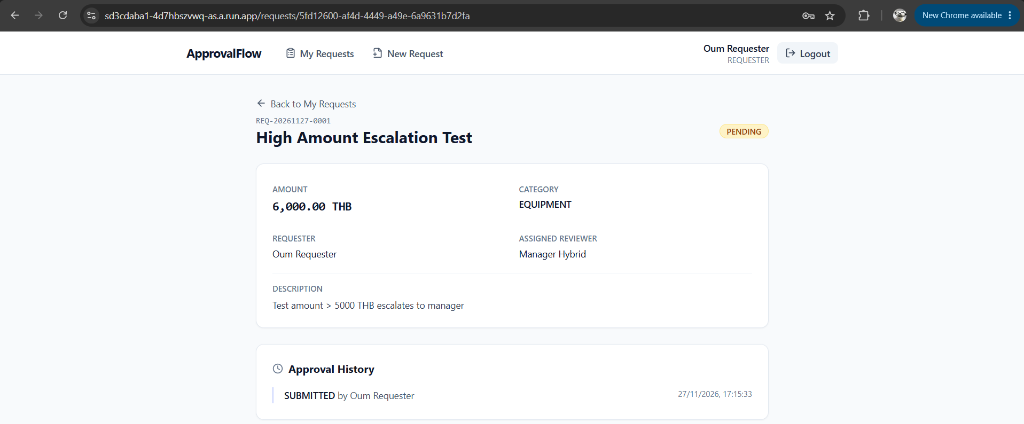 sd3cdaba1-4d7hbszvwq-as.a.run.app/requests/5fd12600-af4d-4449-a49e-6a9631b7d2fa
New Chrome available
ApprovalFlow
My Requests
New Request
Oum Requester
REQUESTER
Logout
Back to My Requests
REQ-20261127-0001
High Amount Escalation Test
PENDING
AMOUNT
6,000.00 THB
CATEGORY
EQUIPMENT
REQUESTER
Oum Requester
ASSIGNED REVIEWER
Manager Hybrid
DESCRIPTION
Test amount > 5000 THB escalates to manager
Approval History
SUBMITTED by Oum Requester
27/11/2026, 17:15:33